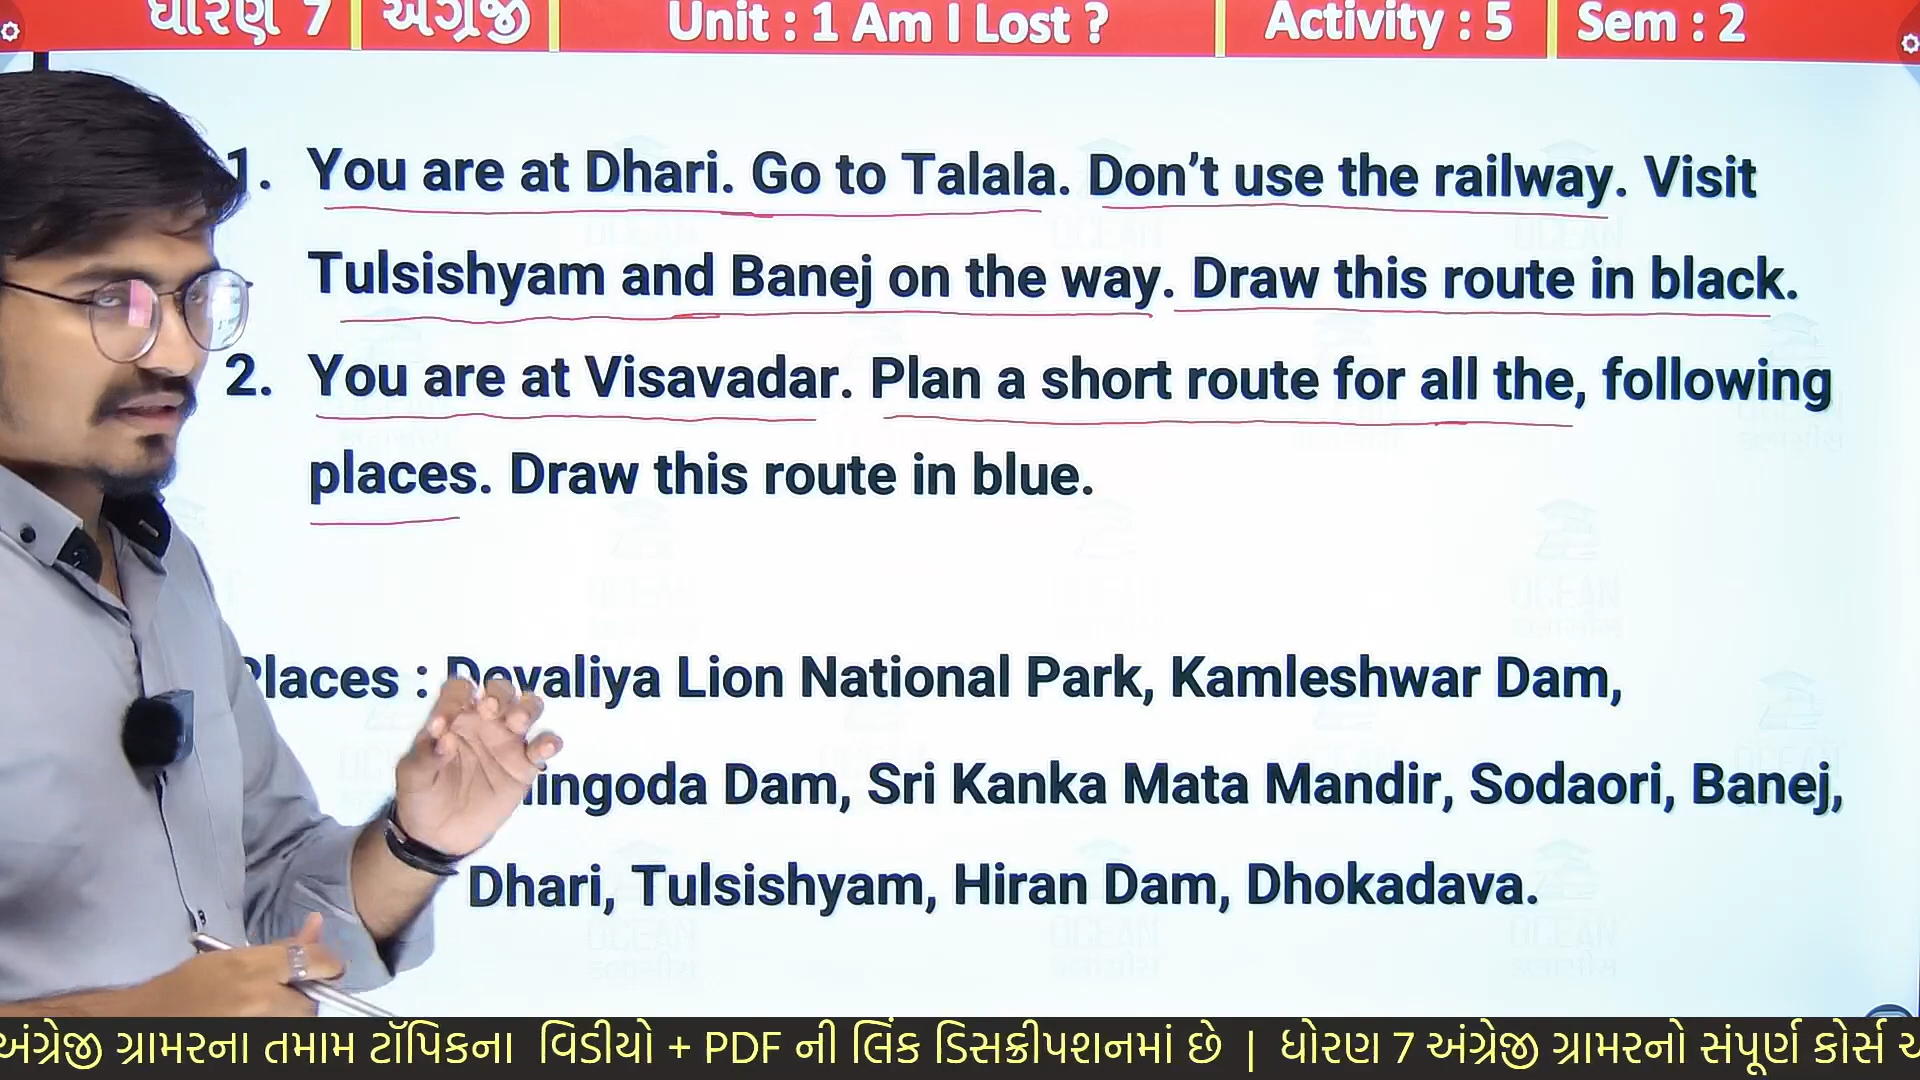 ધોરણ 7 અંગ્રેજી Unit : 1 Am I Lost ? Activity : 5 Sem : 2
1. You are at Dhari. Go to Talala. Don’t use the railway. Visit
Tulsishyam and Banej on the way. Draw this route in black.
2. You are at Visavadar. Plan a short route for all the, following
places. Draw this route in blue.
Places : Devaliya Lion National Park, Kamleshwar Dam,
Dam, Sri Kanka Mata Mandir, Sodaori, Banej,
Dhari, Tulsishyam, Hiran Dam, Dhokadava.
અંગ્રેજી ગ્રામરના તમામ ટૉપિકના વિડીયો + PDF ની લિંક ડિસક્રીપશનમાં છે | ધોરણ 7 અંગ્રેજી ગ્રામરનો સંપૂર્ણ કોર્સ